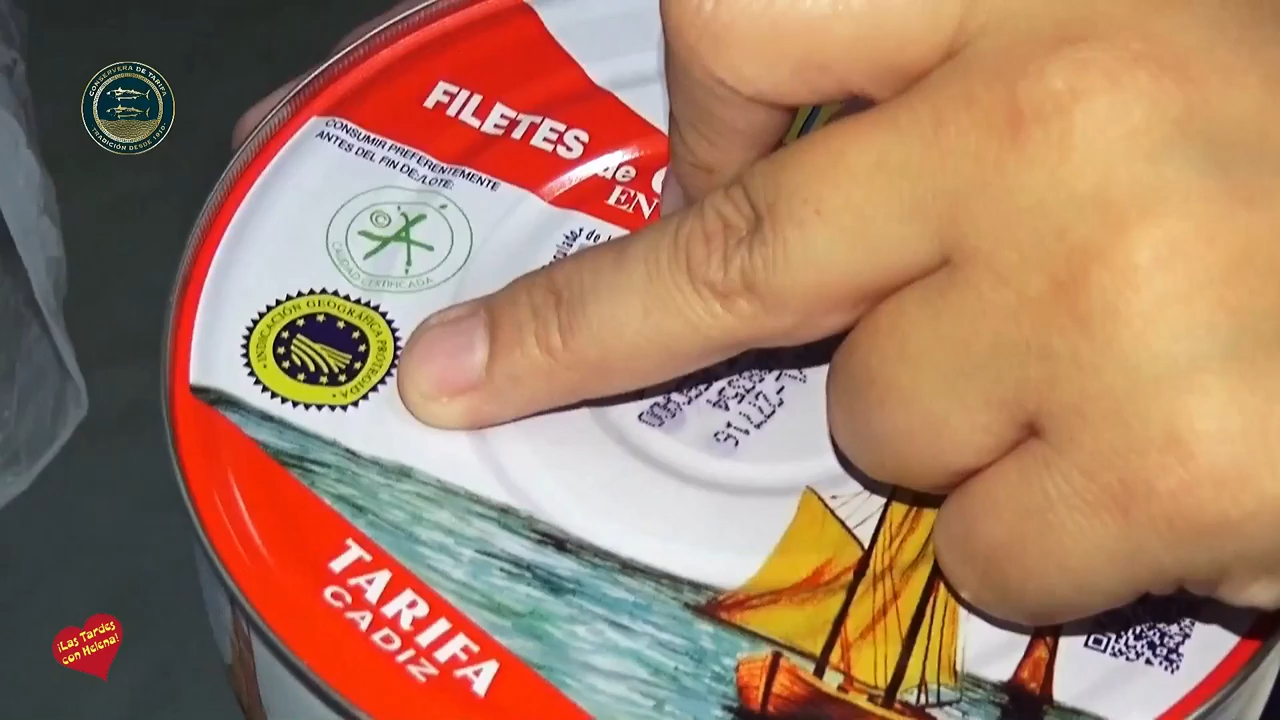 CONSERVERA DE TARIFA
TRADICIÓN DESDE 1910
FILETES
de
EN
CONSUMIR PREFERENTEMENTE
ANTES DEL FIN DE:/LOTE:
CALIDAD CERTIFICADA
INDICACIÓN GEOGRÁFICA PROTEGIDA
TARIFA
CADIZ
¡Las Tardes
con Helena!